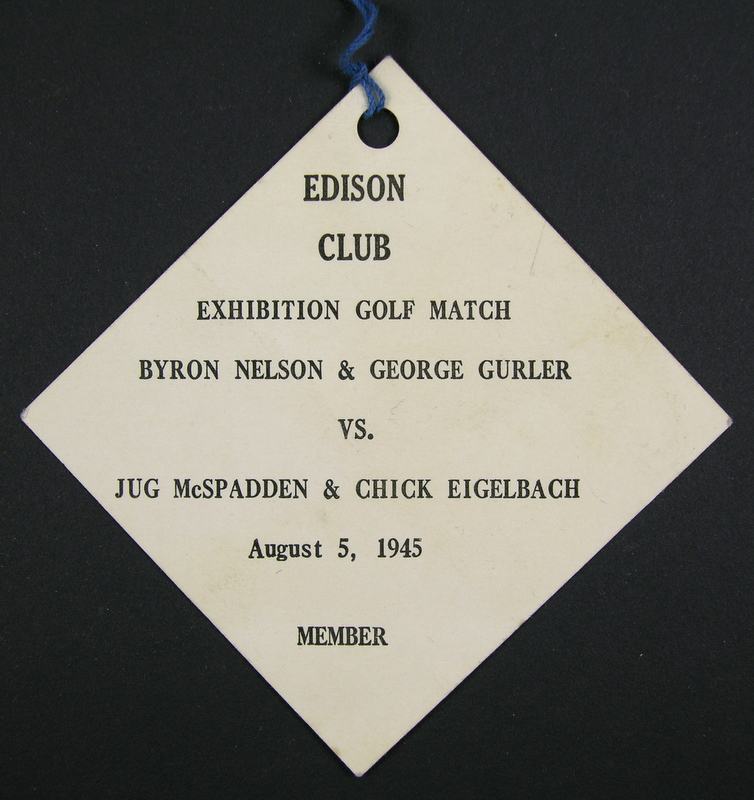 EDISON
CLUB
EXHIBITION GOLF MATCH
BYRON NELSON & GEORGE GURLER
VS.
JUG McSPADDEN & CHICK EIGELBACH
August 5, 1945
MEMBER